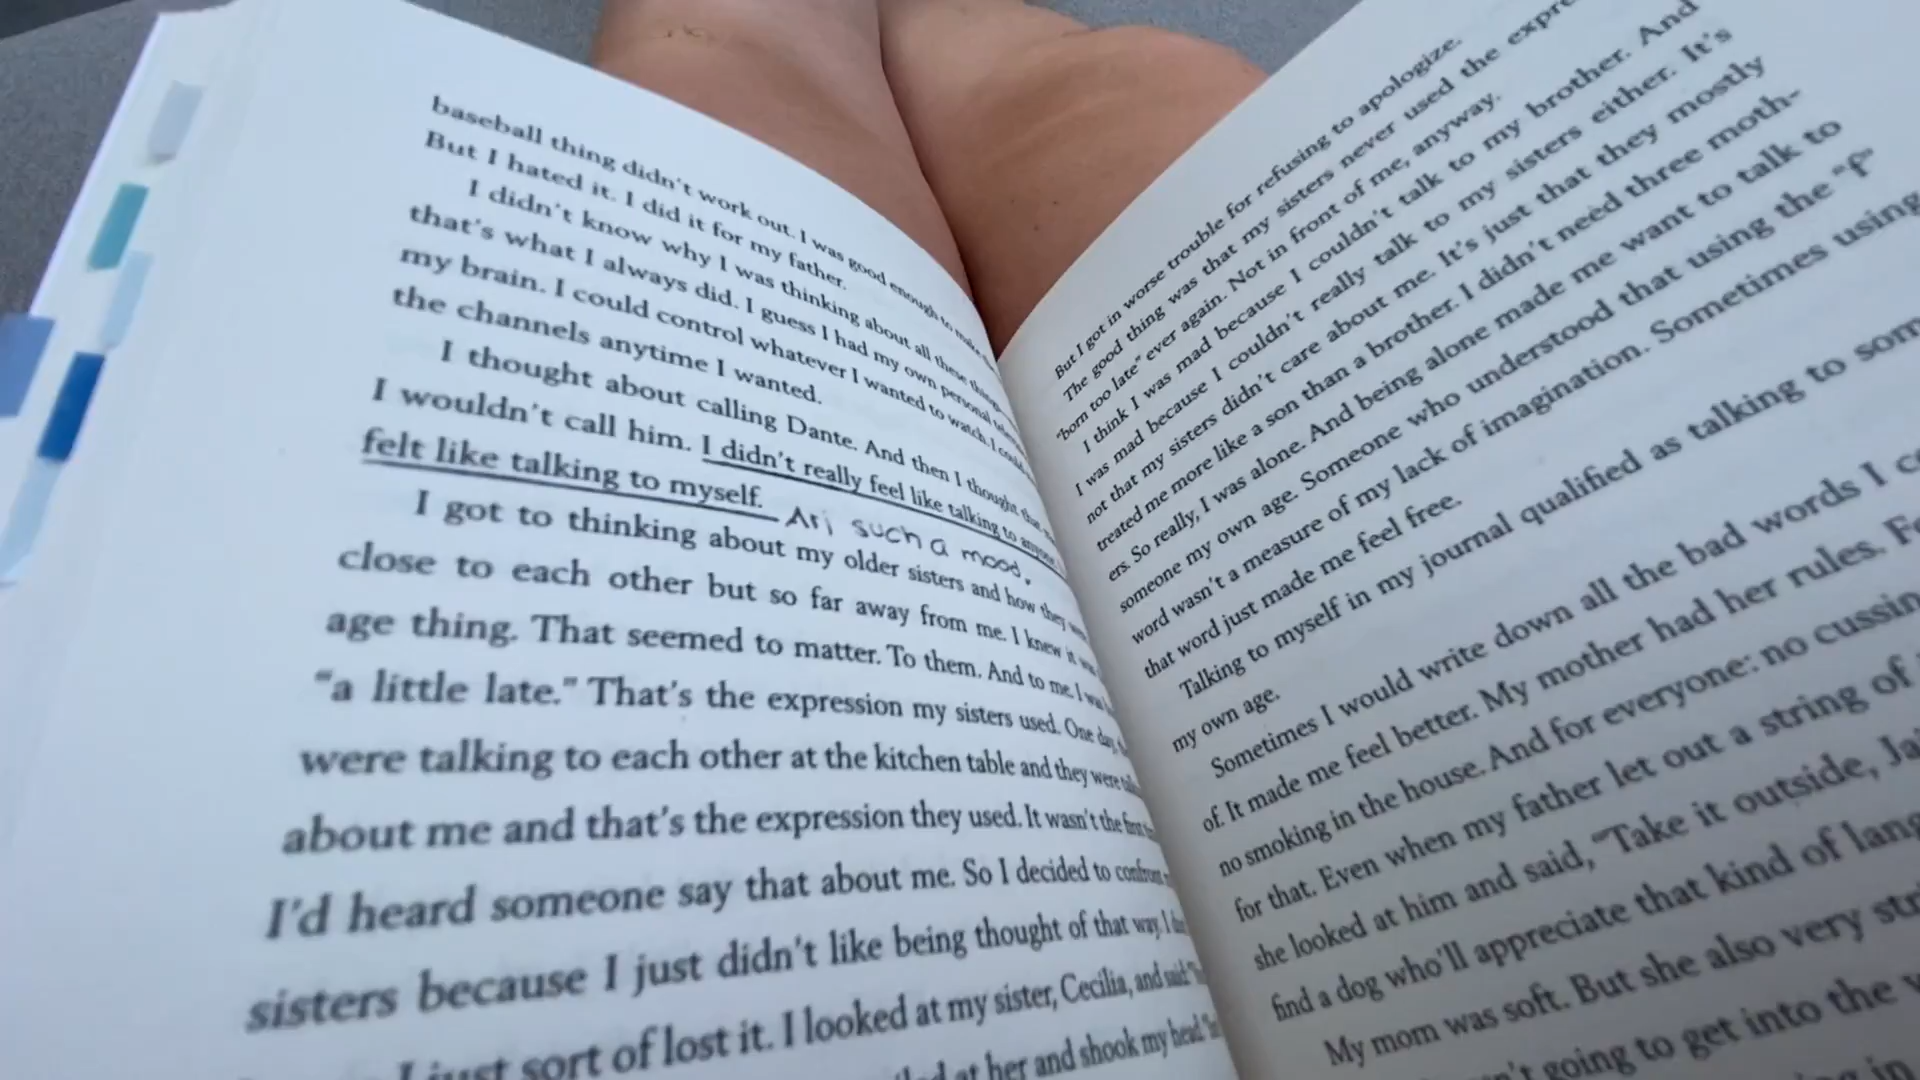 baseball thing didn't work out. I was good enough to make
But I hated it. I did it for my father.
I didn't know why I was thinking about all these things
that's what I always did. I guess I had my own personal
my brain. I could control whatever I wanted to watch. I could
the channels anytime I wanted.
I thought about calling Dante. And then I thought that
I wouldn't call him. I didn't really feel like talking to
felt like talking to myself. Ari such a mood.
I got to thinking about my older sisters and how they
close to each other but so far away from me. I knew it
age thing. That seemed to matter. To them. And to me. I was
“a little late.” That's the expression my sisters used. One day,
were talking to each other at the kitchen table and they were
about me and that's the expression they used. It wasn't the first
I'd heard someone say that about me. So I decided to confront
sisters because I just didn't like being thought of that way. I
I just sort of lost it. I looked at my sister, Cecilia, and said
at her and shook my head
But I got in worse trouble for refusing to apologize.
The good thing was that my sisters never used the
“born too late” ever again. Not in front of me, anyway.
I think I was mad because I couldn't talk to my brother. And
I was mad because I couldn't really talk to my sisters either. It's
not that my sisters didn't care about me. It's just that they mostly
treated me more like a son than a brother. I didn't need three moth-
ers. So really, I was alone. And being alone made me want to talk to
someone my own age. Someone who understood that using the “f”
word wasn't a measure of my lack of imagination. Sometimes using
that word just made me feel free.
Talking to myself in my journal qualified as talking to
my own age.
Sometimes I would write down all the bad words I
of. It made me feel better. My mother had her rules.
no smoking in the house. And for everyone: no cussing
for that. Even when my father let out a string of
she looked at him and said, “Take it outside,
find a dog who'll appreciate that kind of
My mom was soft. But she also very
going to get into the